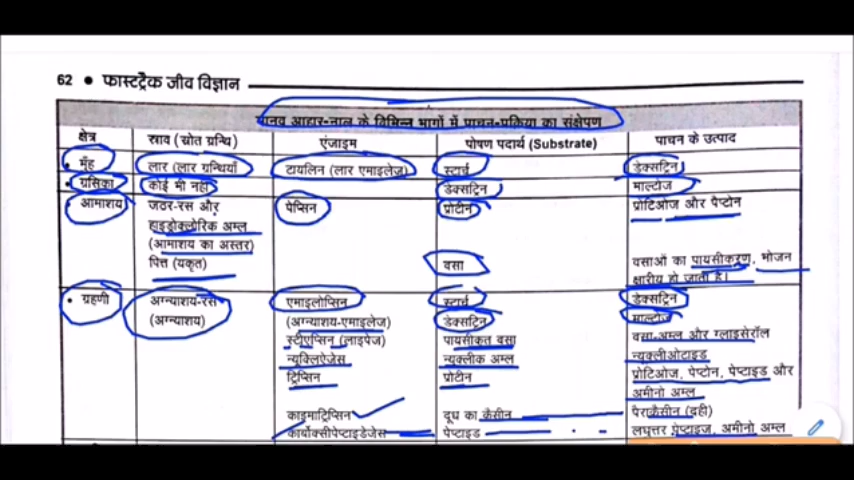 62 ● फास्टट्रैक जीव विज्ञान
मानव आहार-नाल के विभिन्न भागों में पाचन-प्रक्रिया का संक्षेपण
क्षेत्र स्राव (स्रोत ग्रन्थि) एंजाइम पोषण पदार्थ (Substrate) पाचन के उत्पाद
मुँह लार (लार ग्रन्थियाँ) टायलिन (लार एमाइलेज) स्टार्च डेक्सट्रिन
ग्रसिका कोई भी नहीं डेक्सट्रिन माल्टोज
आमाशय जठर-रस और पेप्सिन प्रोटीन प्रोटिओज और पेप्टोन
हाइड्रोक्लोरिक अम्ल
(आमाशय का अस्तर)
पित्त (यकृत) वसा वसाओं का पायसीकरण, भोजन
क्षारीय हो जाता है।
ग्रहणी अग्न्याशय-रस एमाइलोप्सिन स्टार्च डेक्सट्रिन
(अग्न्याशय) (अग्न्याशय-एमाइलेज) डेक्सट्रिन माल्टोज
स्टीएप्सिन (लाइपेज) पायसीकृत वसा वसा-अम्ल और ग्लाइसेरॉल
न्यूक्लिऐजेस न्यूक्लीक अम्ल न्यूक्लीओटाइड
ट्रिप्सिन प्रोटीन प्रोटिओज, पेप्टोन, पेप्टाइड और
अमीनो अम्ल
काइमाट्रिप्सिन दूध का कैसीन पैराकैसीन (दही)
कार्बोक्सीपेप्टाइडेजेस पेप्टाइड लघुत्तर पेप्टाइज, अमीनो अम्ल